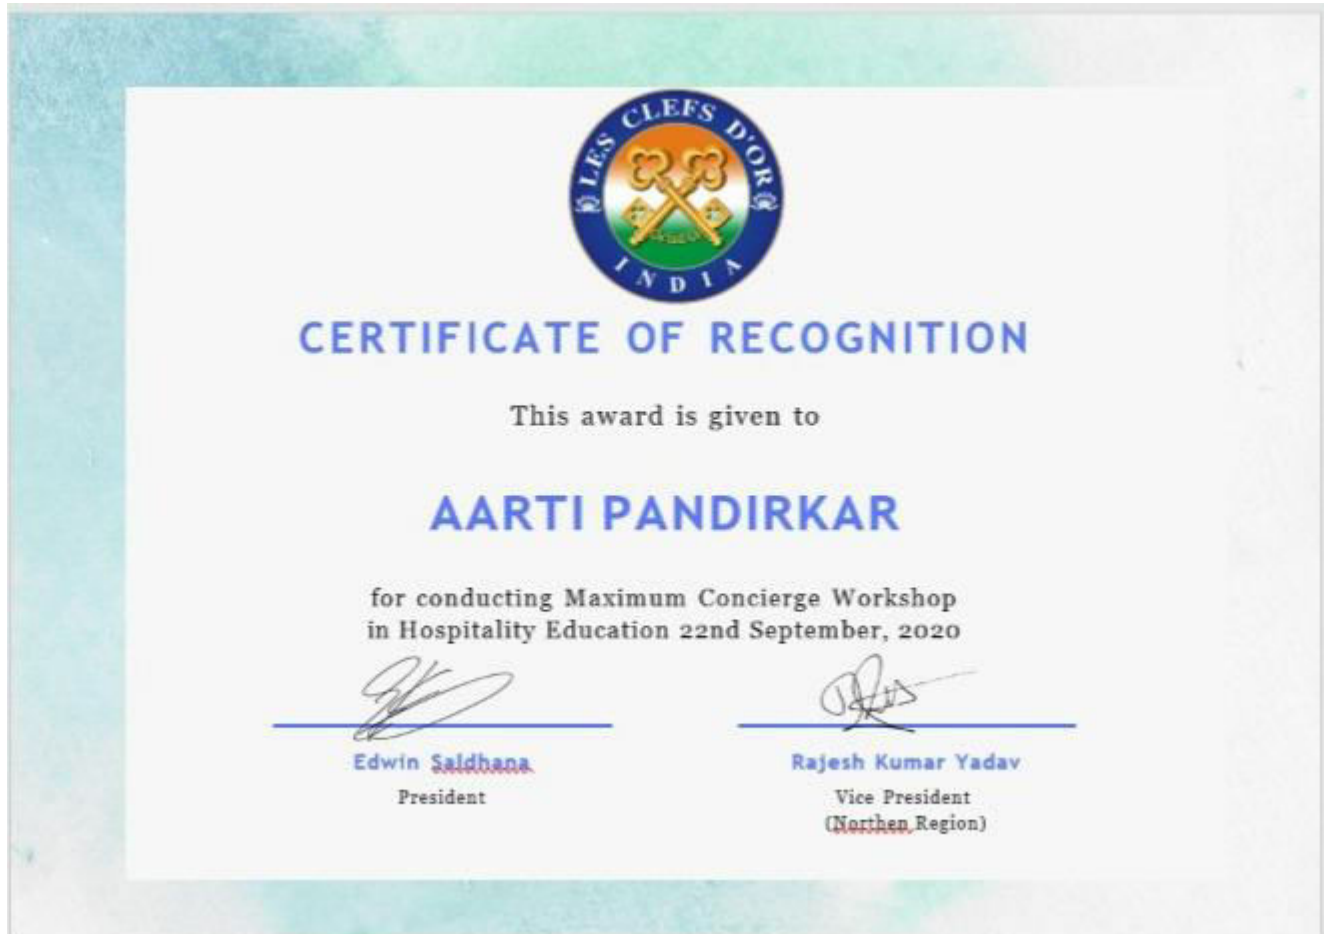 LES CLEFS D'OR
INDIA
CERTIFICATE OF RECOGNITION
This award is given to
AARTI PANDIRKAR
for conducting Maximum Concierge Workshop
in Hospitality Education 22nd September, 2020
Edwin Saldhana
Rajesh Kumar Yadav
President
Vice President
(Northen Region)